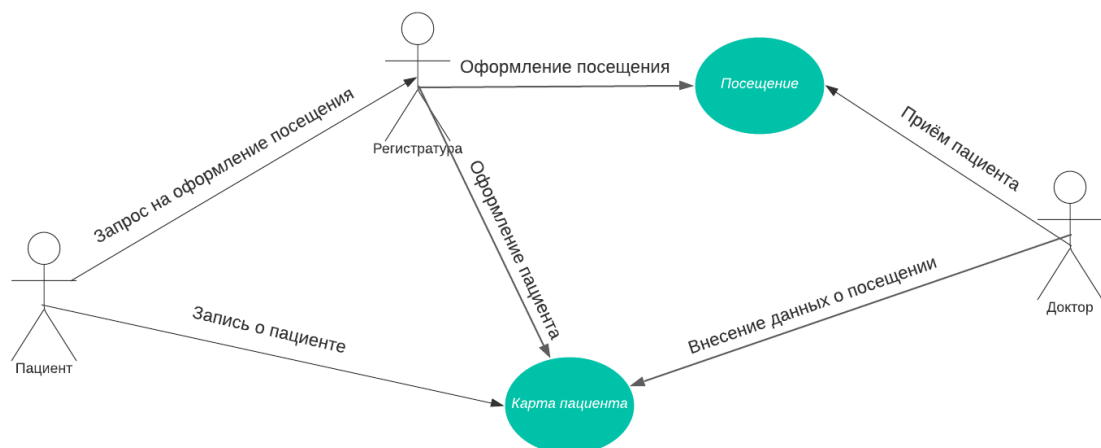 Оформление посещения
Посещение
Регистратура
Запрос на оформление посещения
Приём пациента
Оформление пациента
Внесение данных о посещении
Доктор
Запись о пациенте
Пациент
Карта пациента